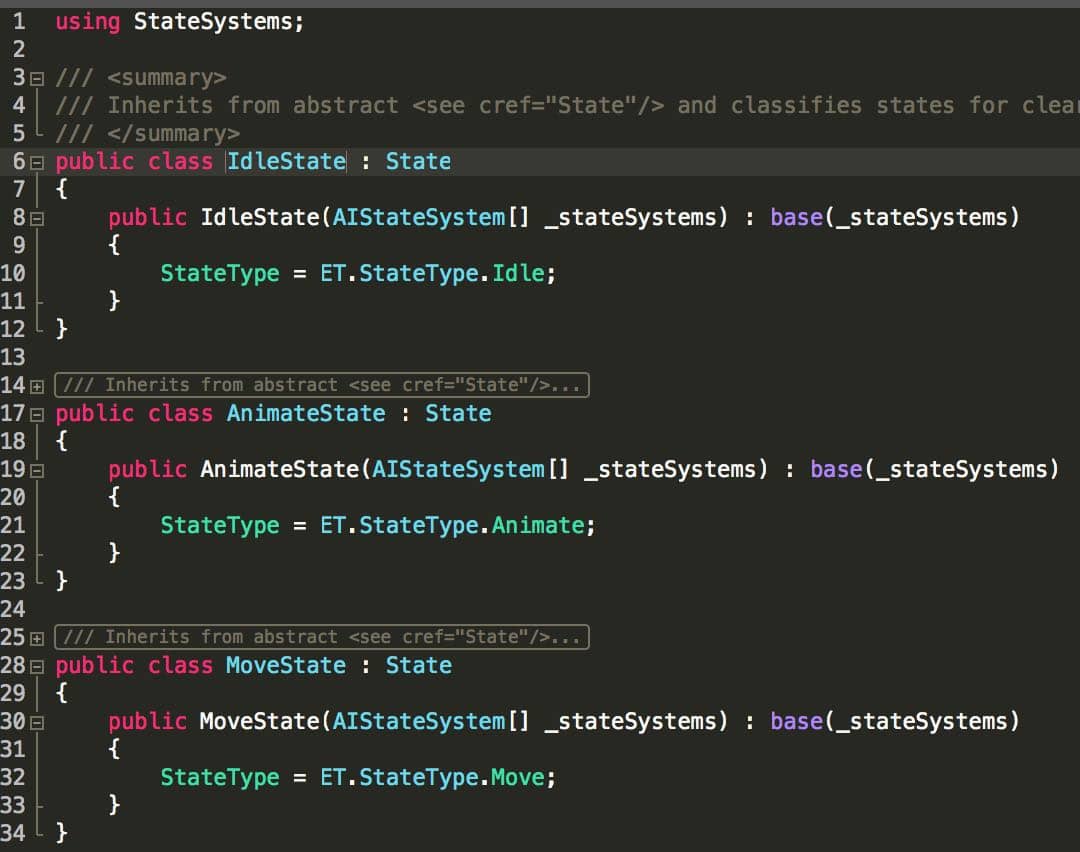 1 using StateSystems;
2
3 /// <summary>
4 /// Inherits from abstract <see cref="State"/> and classifies states for
5 /// </summary>
6 public class IdleState : State
7 {
8 public IdleState(AIStateSystem[] _stateSystems) : base(_stateSystems)
9 {
10 StateType = ET.StateType.Idle;
11 }
12 }
13
14 /// Inherits from abstract <see cref="State"/>...
17 public class AnimateState : State
18 {
19 public AnimateState(AIStateSystem[] _stateSystems) : base(_stateSystems)
20 {
21 StateType = ET.StateType.Animate;
22 }
23 }
24
25 /// Inherits from abstract <see cref="State"/>...
28 public class MoveState : State
29 {
30 public MoveState(AIStateSystem[] _stateSystems) : base(_stateSystems)
31 {
32 StateType = ET.StateType.Move;
33 }
34 }